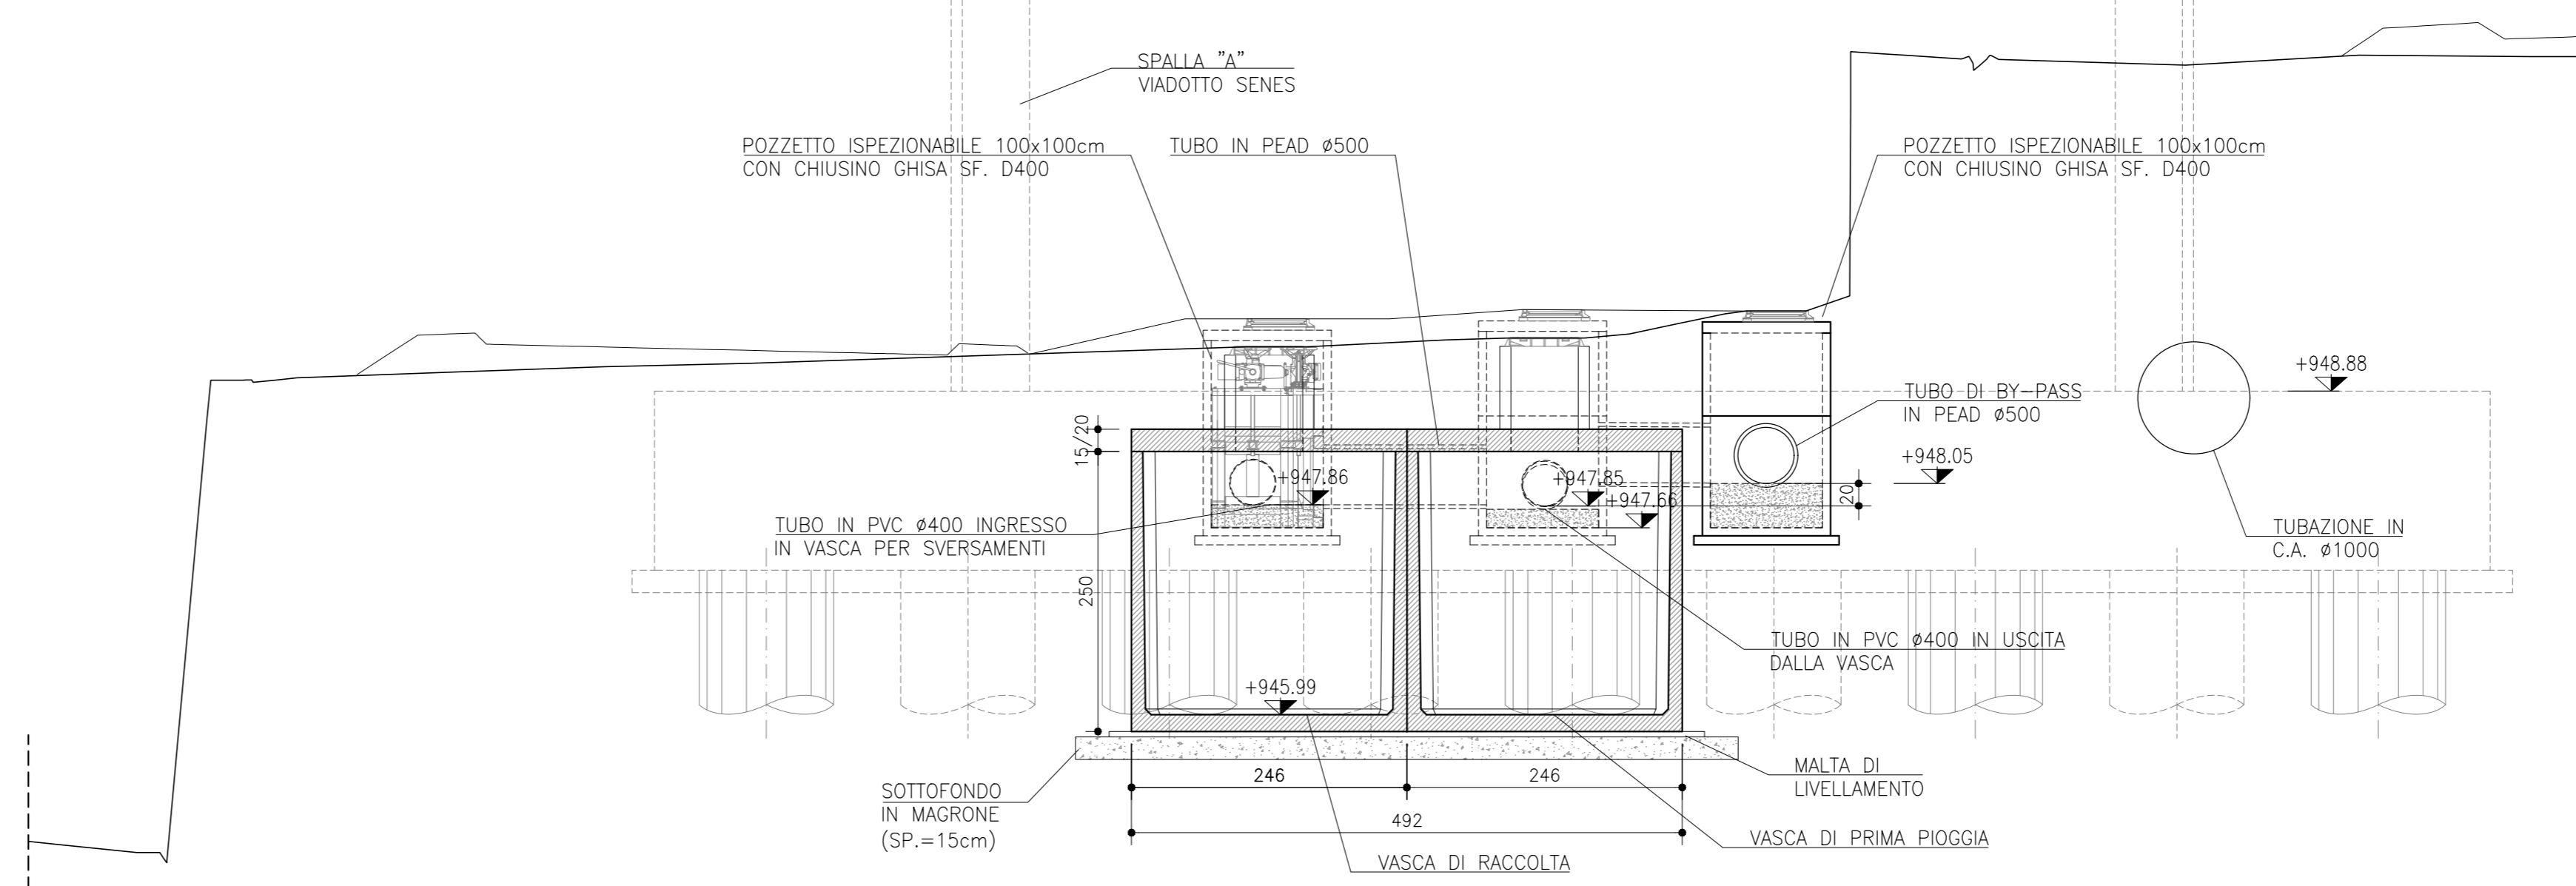 SPALLA "A"
VIADOTTO SENES
POZZETTO ISPEZIONABILE 100x100cm
CON CHIUSINO GHISA SF. D400
TUBO IN PEAD ø500
POZZETTO ISPEZIONABILE 100x100cm
CON CHIUSINO GHISA SF. D400
+948.88
TUBO DI BY-PASS
IN PEAD ø500
15/20
+948.05
+947.86
+947.85
+947.66
20
TUBO IN PVC ø400 INGRESSO
IN VASCA PER SVERSAMENTI
TUBAZIONE IN
C.A. ø1000
250
TUBO IN PVC ø400 IN USCITA
DALLA VASCA
+945.99
MALTA DI
LIVELLAMENTO
246
246
SOTTOFONDO
IN MAGRONE
(SP.=15cm)
492
VASCA DI PRIMA PIOGGIA
VASCA DI RACCOLTA